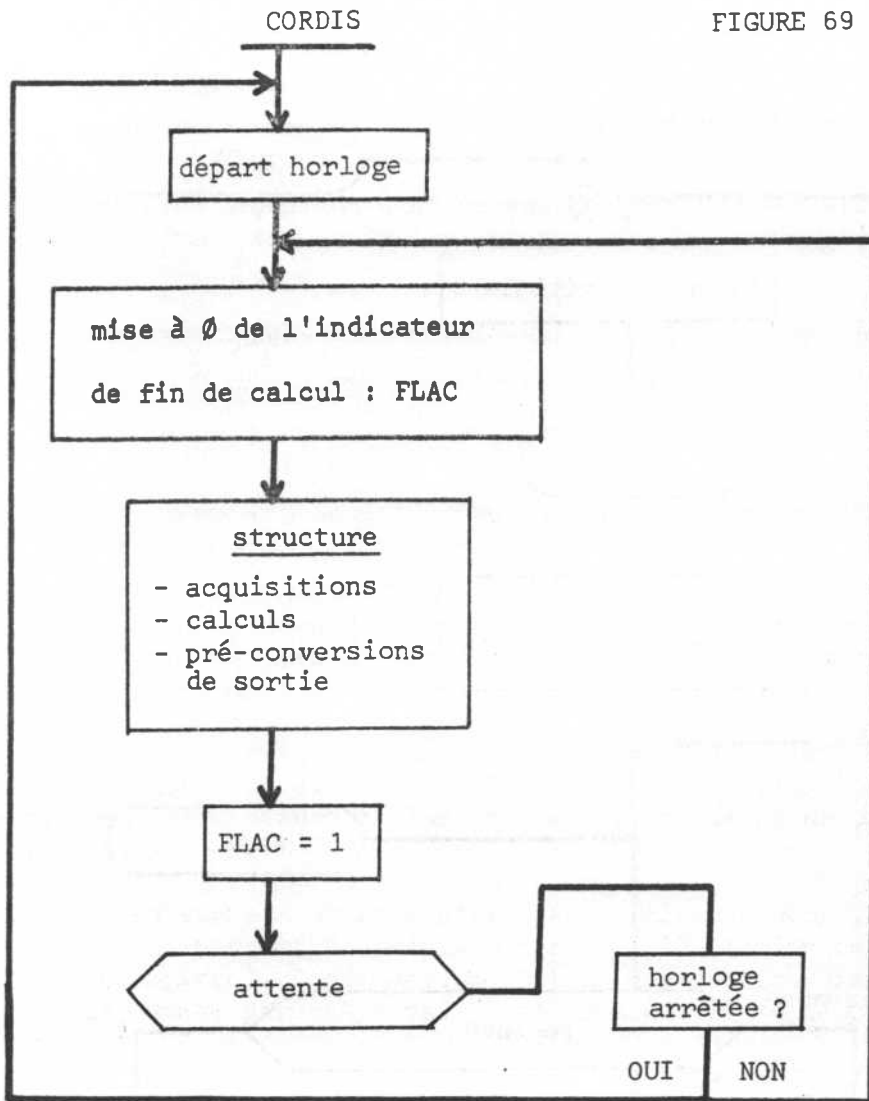 CORDIS
FIGURE 69
départ horloge
mise à Ø de l'indicateur
de fin de calcul : FLAC
structure
- acquisitions
- calculs
- pré-conversions
de sortie
FLAC = 1
attente
horloge
arrêtée ?
OUI
NON